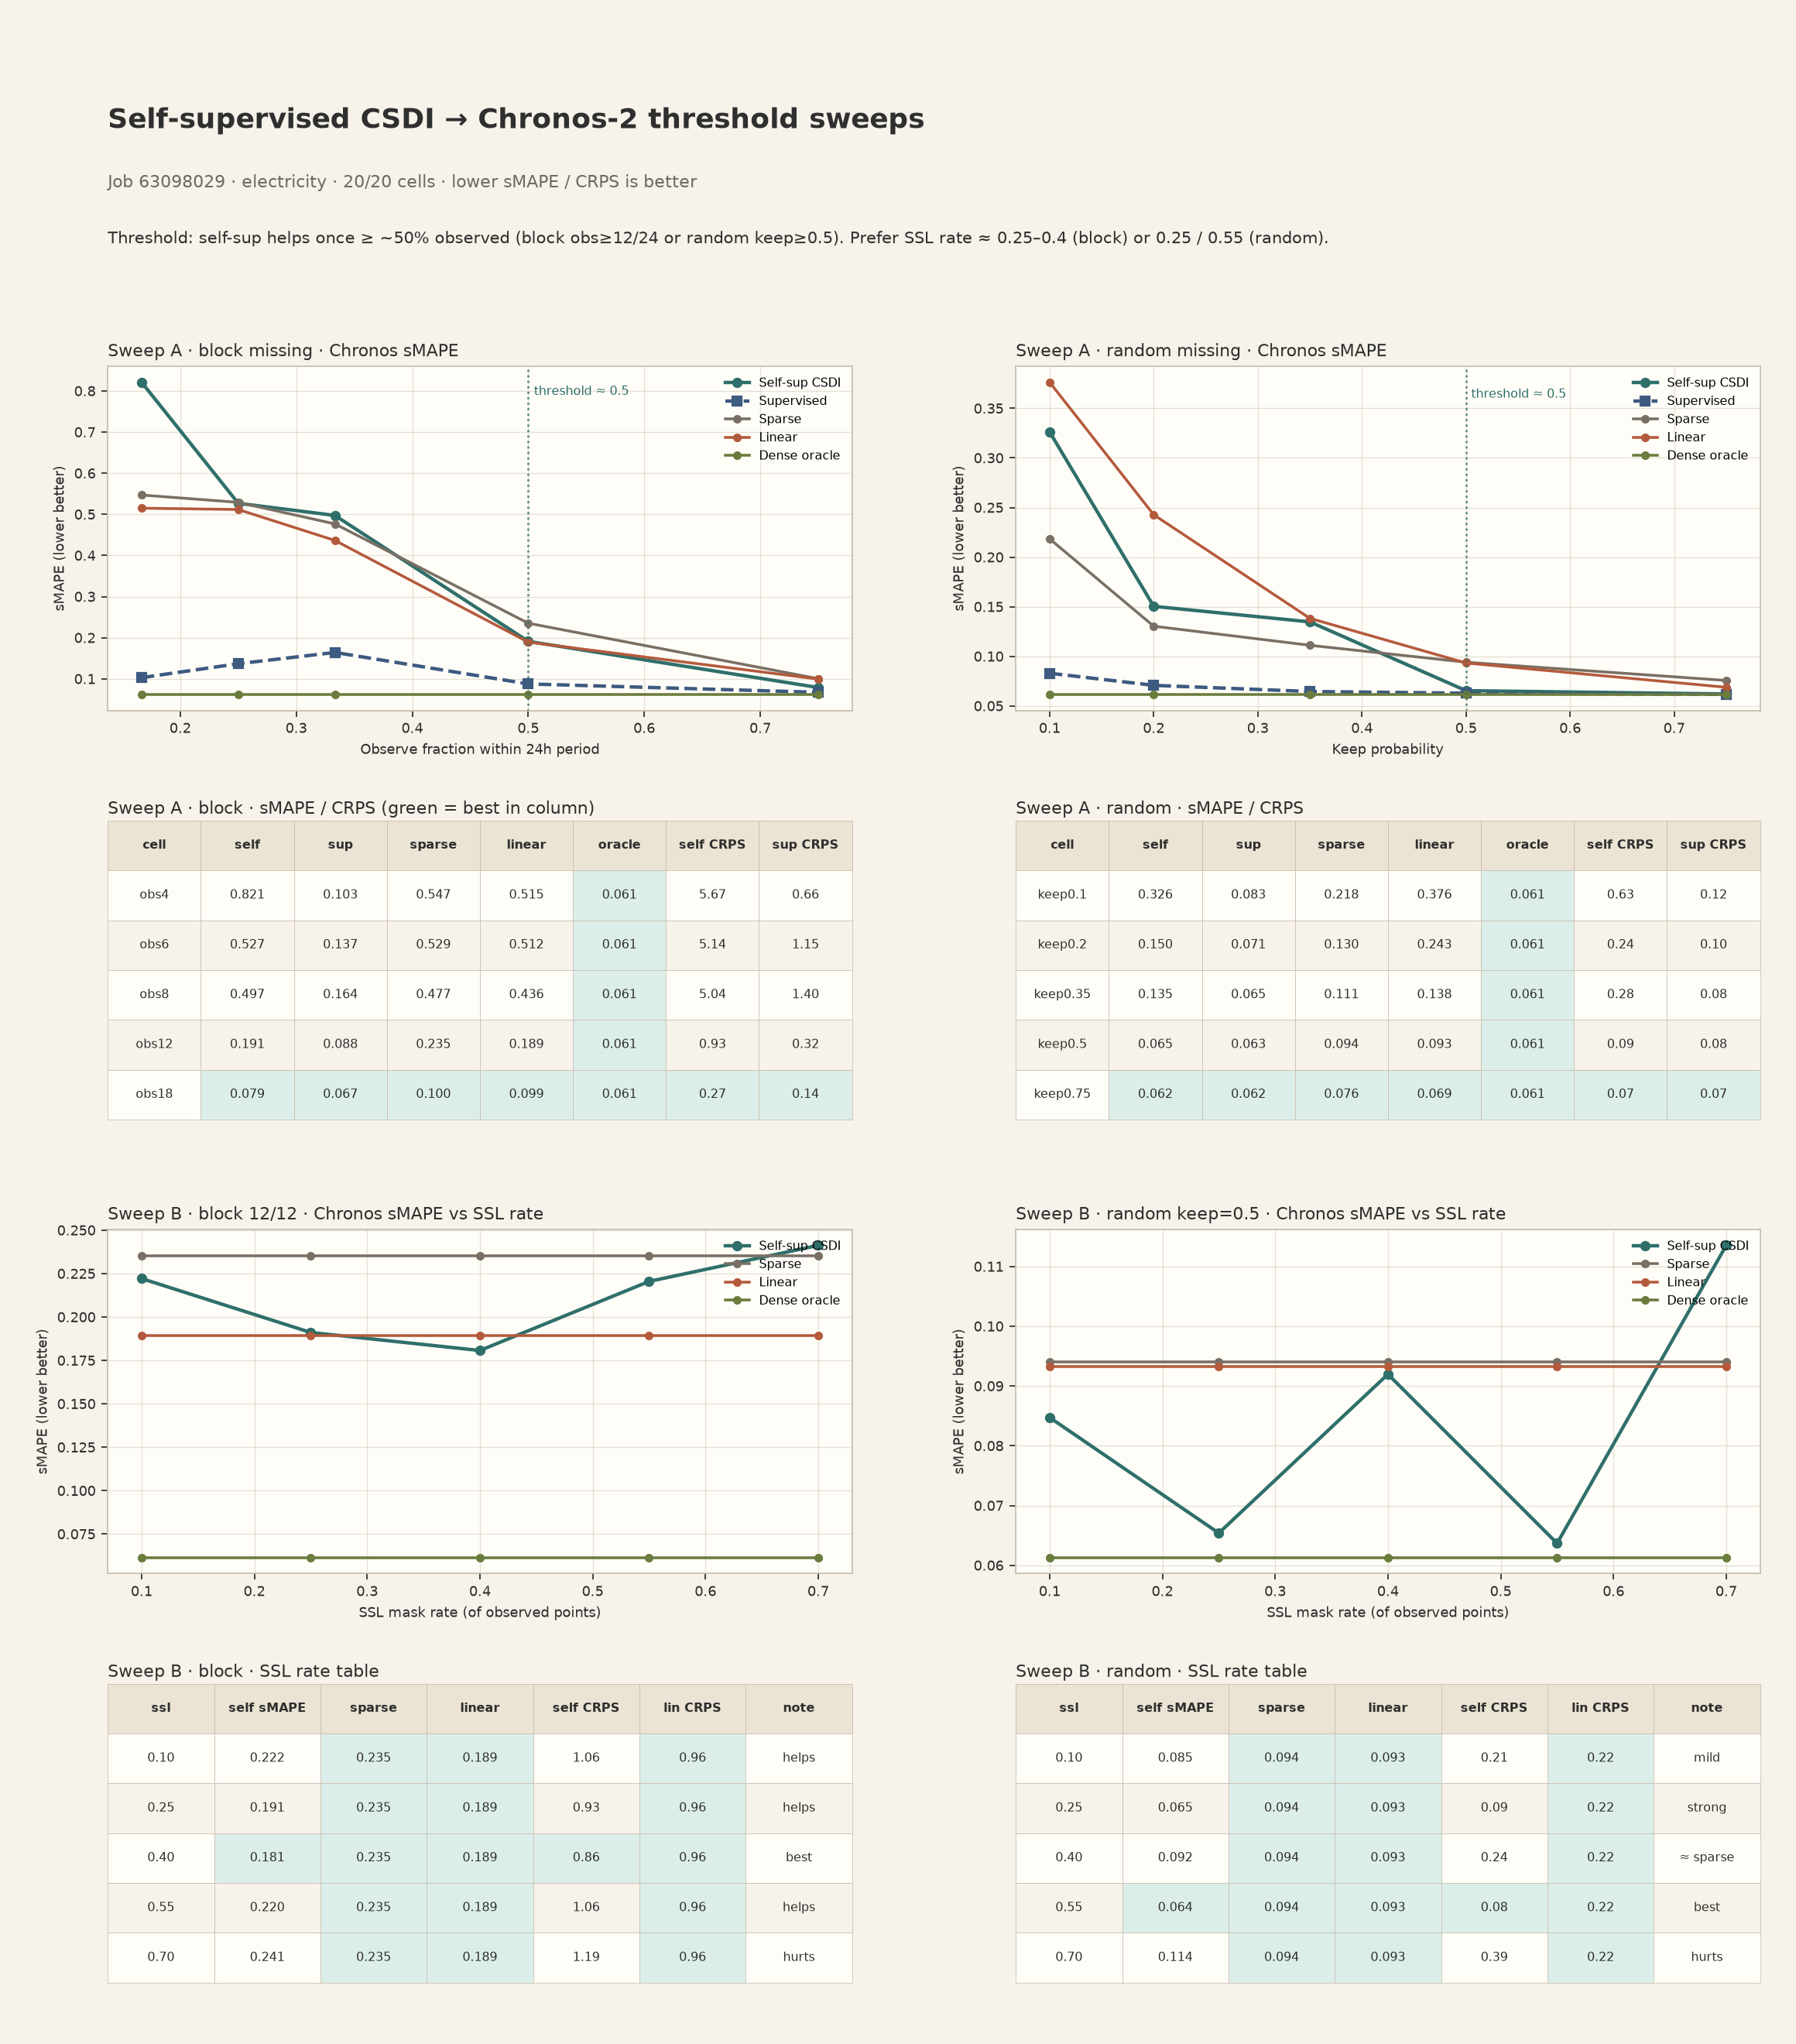 Self-supervised CSDI → Chronos-2 threshold sweeps
Job 63098029 · electricity · 20/20 cells · lower sMAPE / CRPS is better
Threshold: self-sup helps once ≥ ~50% observed (block obs≥12/24 or random keep≥0.5). Prefer SSL rate ≈ 0.25–0.4 (block) or 0.25 / 0.55 (random).
Sweep A · block missing · Chronos sMAPE
sMAPE (lower better)
0.8
0.7
0.6
0.5
0.4
0.3
0.2
0.1
threshold ≈ 0.5
Self-sup CSDI
Supervised
Sparse
Linear
Dense oracle
0.2 0.3 0.4 0.5 0.6 0.7
Observe fraction within 24h period
Sweep A · random missing · Chronos sMAPE
sMAPE (lower better)
0.35
0.30
0.25
0.20
0.15
0.10
0.05
threshold ≈ 0.5
Self-sup CSDI
Supervised
Sparse
Linear
Dense oracle
0.1 0.2 0.3 0.4 0.5 0.6 0.7
Keep probability
Sweep A · block · sMAPE / CRPS (green = best in column)
cell self sup sparse linear oracle self CRPS sup CRPS
obs4 0.821 0.103 0.547 0.515 0.061 5.67 0.66
obs6 0.527 0.137 0.529 0.512 0.061 5.14 1.15
obs8 0.497 0.164 0.477 0.436 0.061 5.04 1.40
obs12 0.191 0.088 0.235 0.189 0.061 0.93 0.32
obs18 0.079 0.067 0.100 0.099 0.061 0.27 0.14
Sweep A · random · sMAPE / CRPS
cell self sup sparse linear oracle self CRPS sup CRPS
keep0.1 0.326 0.083 0.218 0.376 0.061 0.63 0.12
keep0.2 0.150 0.071 0.130 0.243 0.061 0.24 0.10
keep0.35 0.135 0.065 0.111 0.138 0.061 0.28 0.08
keep0.5 0.065 0.063 0.094 0.093 0.061 0.09 0.08
keep0.75 0.062 0.062 0.076 0.069 0.061 0.07 0.07
Sweep B · block 12/12 · Chronos sMAPE vs SSL rate
sMAPE (lower better)
0.250
0.225
0.200
0.175
0.150
0.125
0.100
0.075
Self-sup CSDI
Sparse
Linear
Dense oracle
0.1 0.2 0.3 0.4 0.5 0.6 0.7
SSL mask rate (of observed points)
Sweep B · random keep=0.5 · Chronos sMAPE vs SSL rate
sMAPE (lower better)
0.11
0.10
0.09
0.08
0.07
0.06
Self-sup CSDI
Sparse
Linear
Dense oracle
0.1 0.2 0.3 0.4 0.5 0.6 0.7
SSL mask rate (of observed points)
Sweep B · block · SSL rate table
ssl self sMAPE sparse linear self CRPS lin CRPS note
0.10 0.222 0.235 0.189 1.06 0.96 helps
0.25 0.191 0.235 0.189 0.93 0.96 helps
0.40 0.181 0.235 0.189 0.86 0.96 best
0.55 0.220 0.235 0.189 1.06 0.96 helps
0.70 0.241 0.235 0.189 1.19 0.96 hurts
Sweep B · random · SSL rate table
ssl self sMAPE sparse linear self CRPS lin CRPS note
0.10 0.085 0.094 0.093 0.21 0.22 mild
0.25 0.065 0.094 0.093 0.09 0.22 strong
0.40 0.092 0.094 0.093 0.24 0.22 ≈ sparse
0.55 0.064 0.094 0.093 0.08 0.22 best
0.70 0.114 0.094 0.093 0.39 0.22 hurts